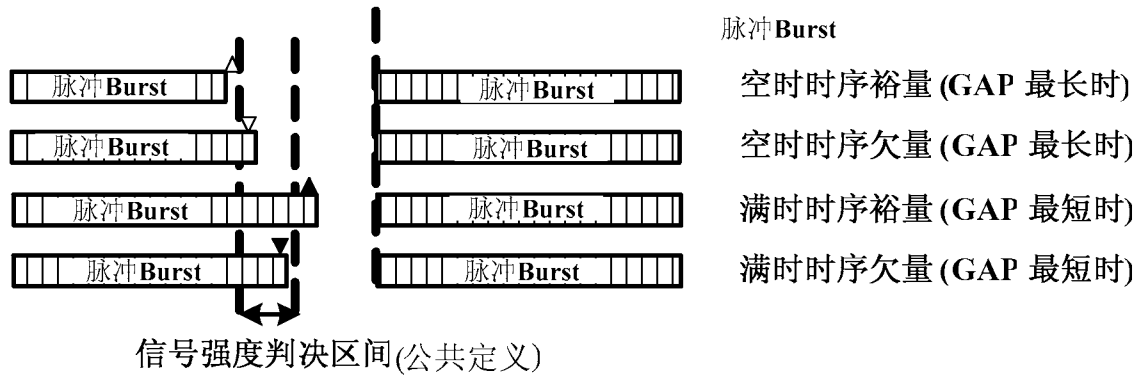 脉冲Burst
脉冲Burst 脉冲Burst 空时时序裕量(GAP 最长时)
脉冲Burst 脉冲Burst 空时时序欠量(GAP 最长时)
脉冲Burst 脉冲Burst 满时时序裕量(GAP 最短时)
脉冲Burst 脉冲Burst 满时时序欠量(GAP 最短时)
信号强度判决区间(公共定义)